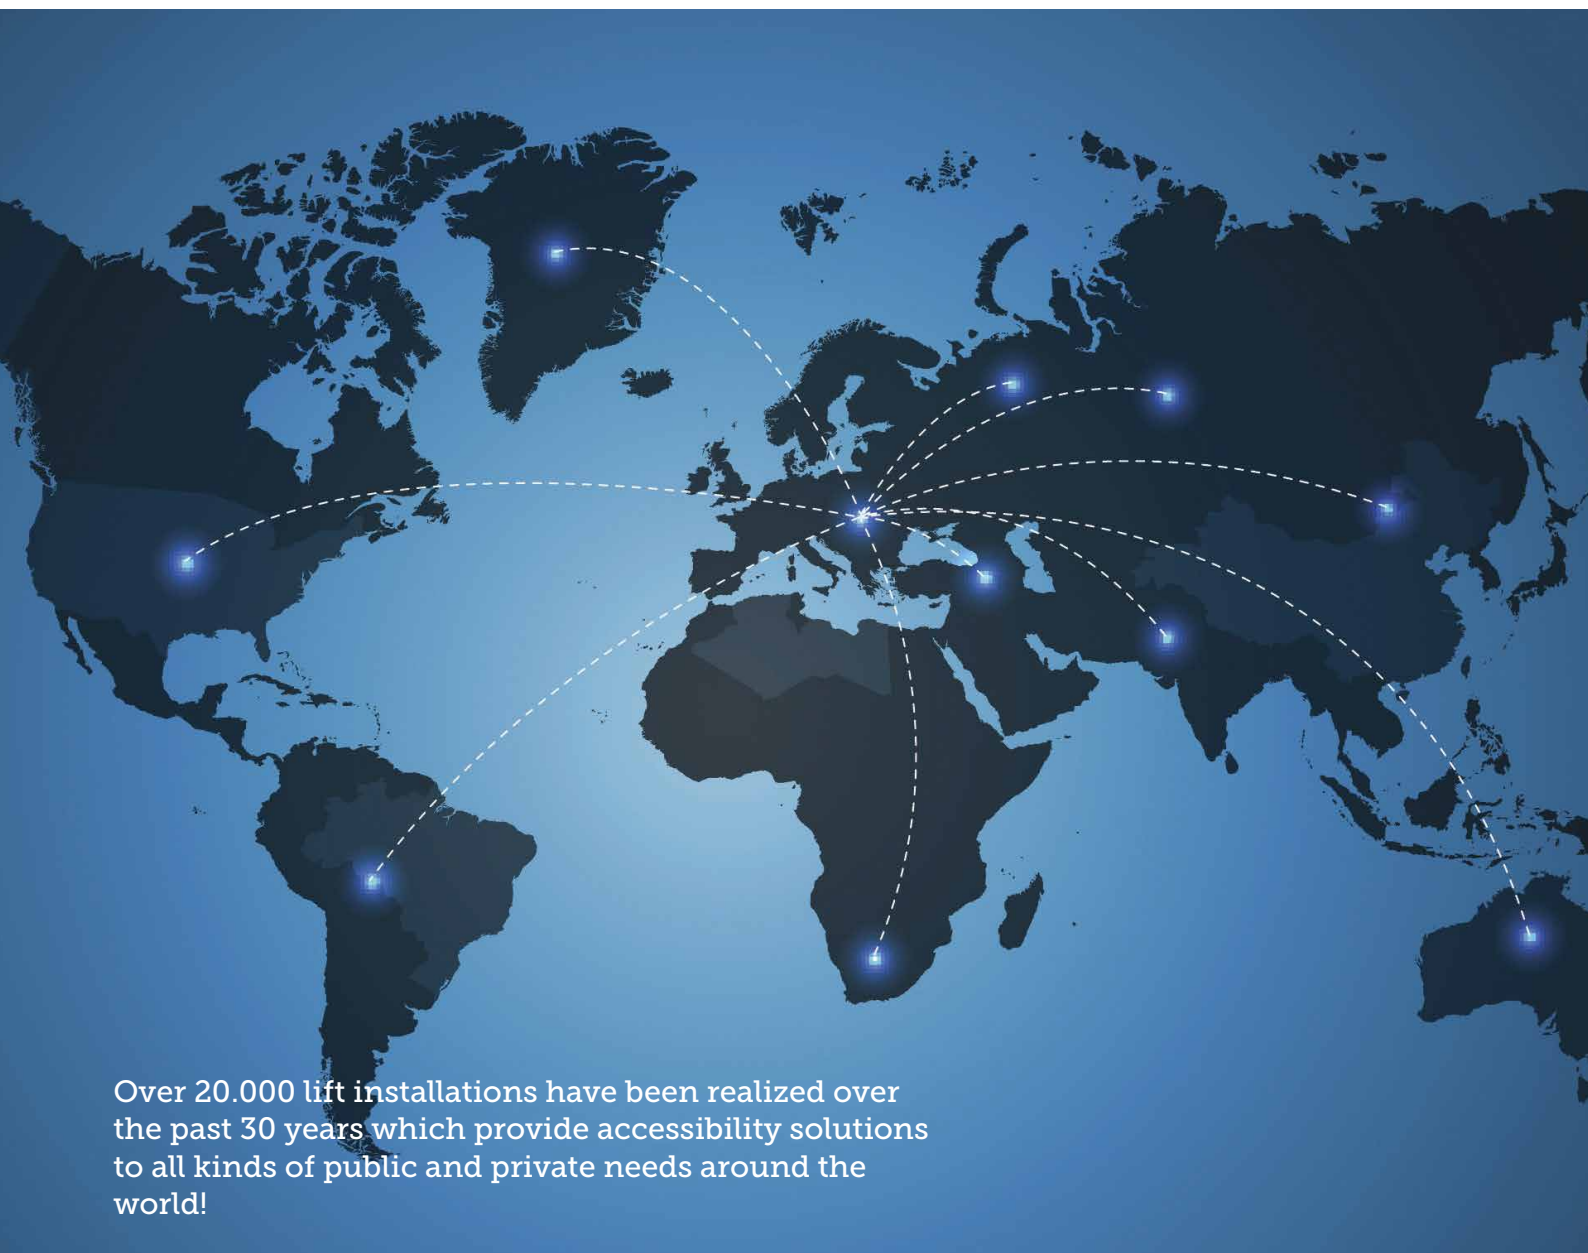 Over 20.000 lift installations have been realized over
the past 30 years which provide accessibility solutions
to all kinds of public and private needs around the
world!